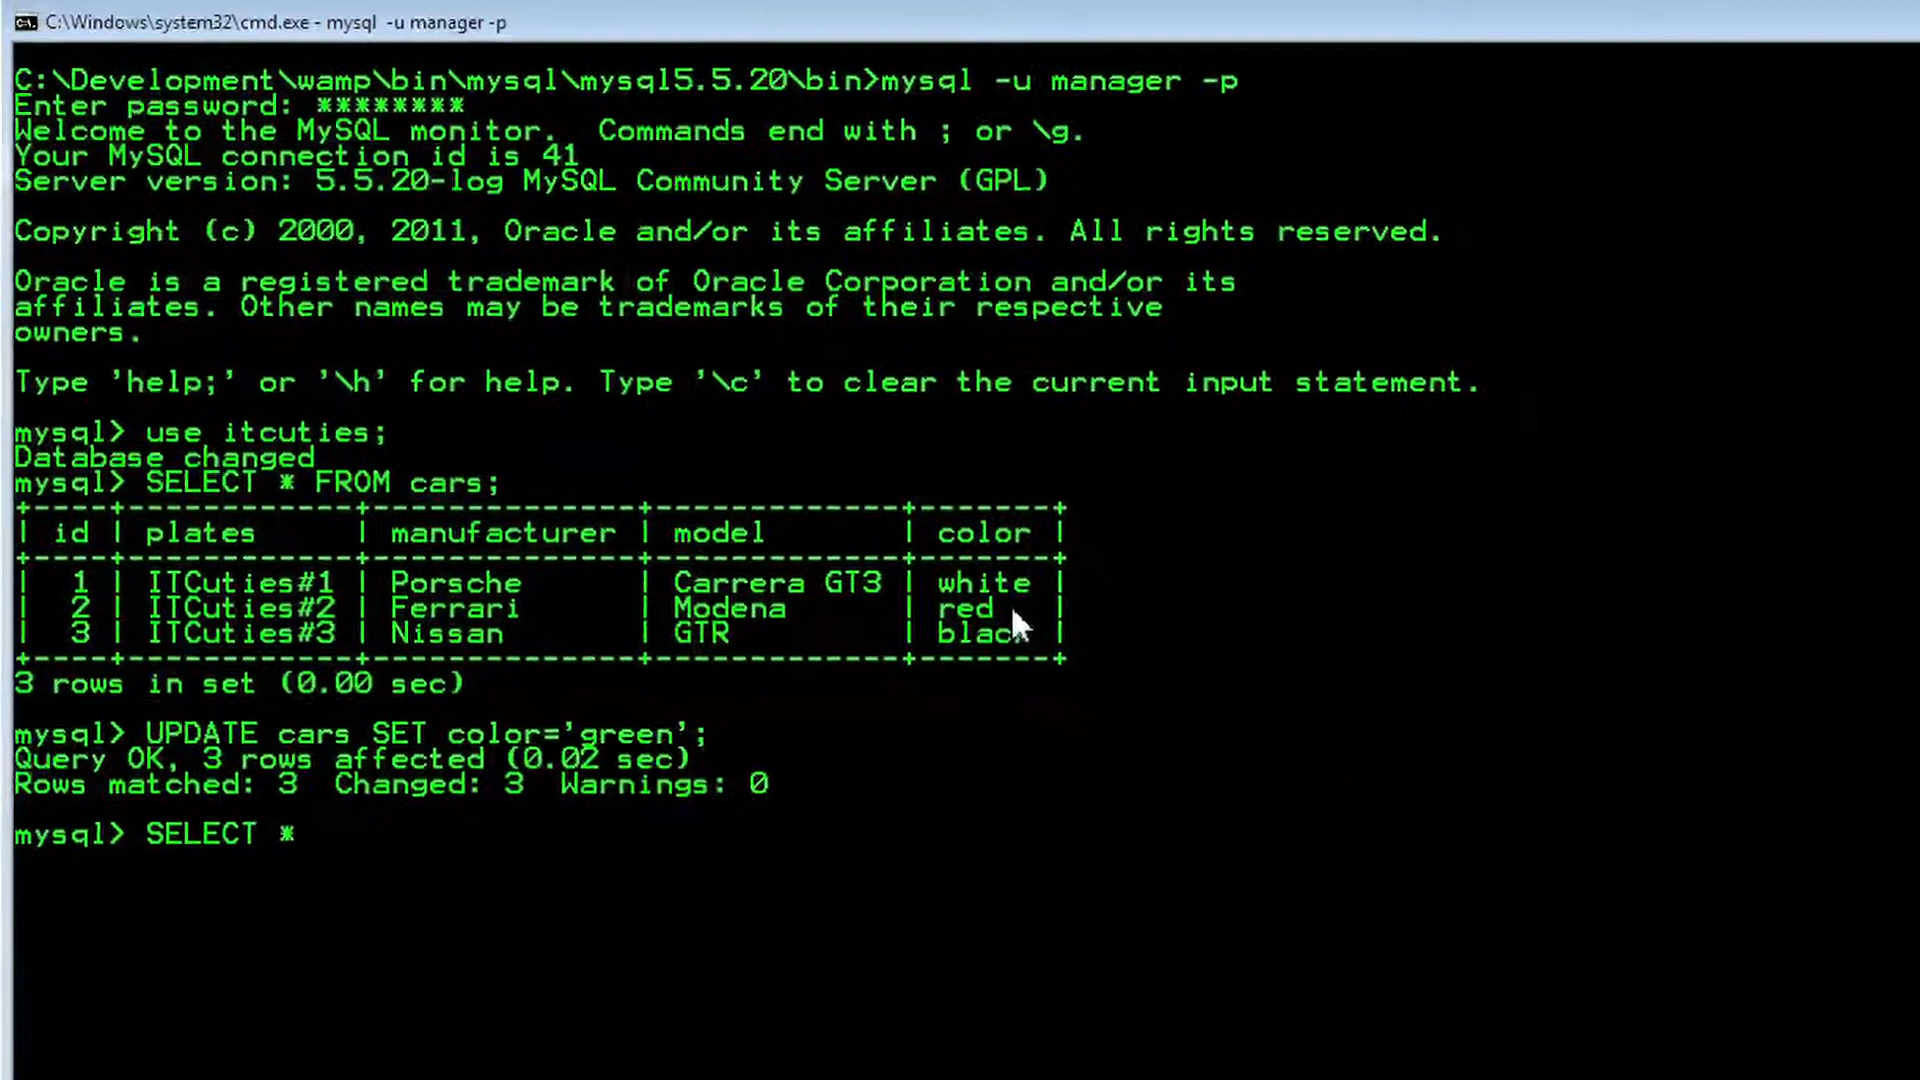 C:\Windows\system32\cmd.exe - mysql -u manager -p
C:\Development\wamp\bin\mysql\mysql5.5.20\bin>mysql -u manager -p
Enter password: ********
Welcome to the MySQL monitor.  Commands end with ; or \g.
Your MySQL connection id is 41
Server version: 5.5.20-log MySQL Community Server (GPL)
Copyright (c) 2000, 2011, Oracle and/or its affiliates. All rights reserved.
Oracle is a registered trademark of Oracle Corporation and/or its
affiliates. Other names may be trademarks of their respective
owners.
Type 'help;' or '\h' for help. Type '\c' to clear the current input statement.
mysql> use itcuties;
Database changed
mysql> SELECT * FROM cars;
+----+------------+--------------+-------------+-------+
| id | plates     | manufacturer | model       | color |
+----+------------+--------------+-------------+-------+
|  1 | ITCuties#1 | Porsche      | Carrera GT3 | white |
|  2 | ITCuties#2 | Ferrari      | Modena      | red   |
|  3 | ITCuties#3 | Nissan       | GTR         | black |
+----+------------+--------------+-------------+-------+
3 rows in set (0.00 sec)
mysql> UPDATE cars SET color='green';
Query OK, 3 rows affected (0.02 sec)
Rows matched: 3  Changed: 3  Warnings: 0
mysql> SELECT *